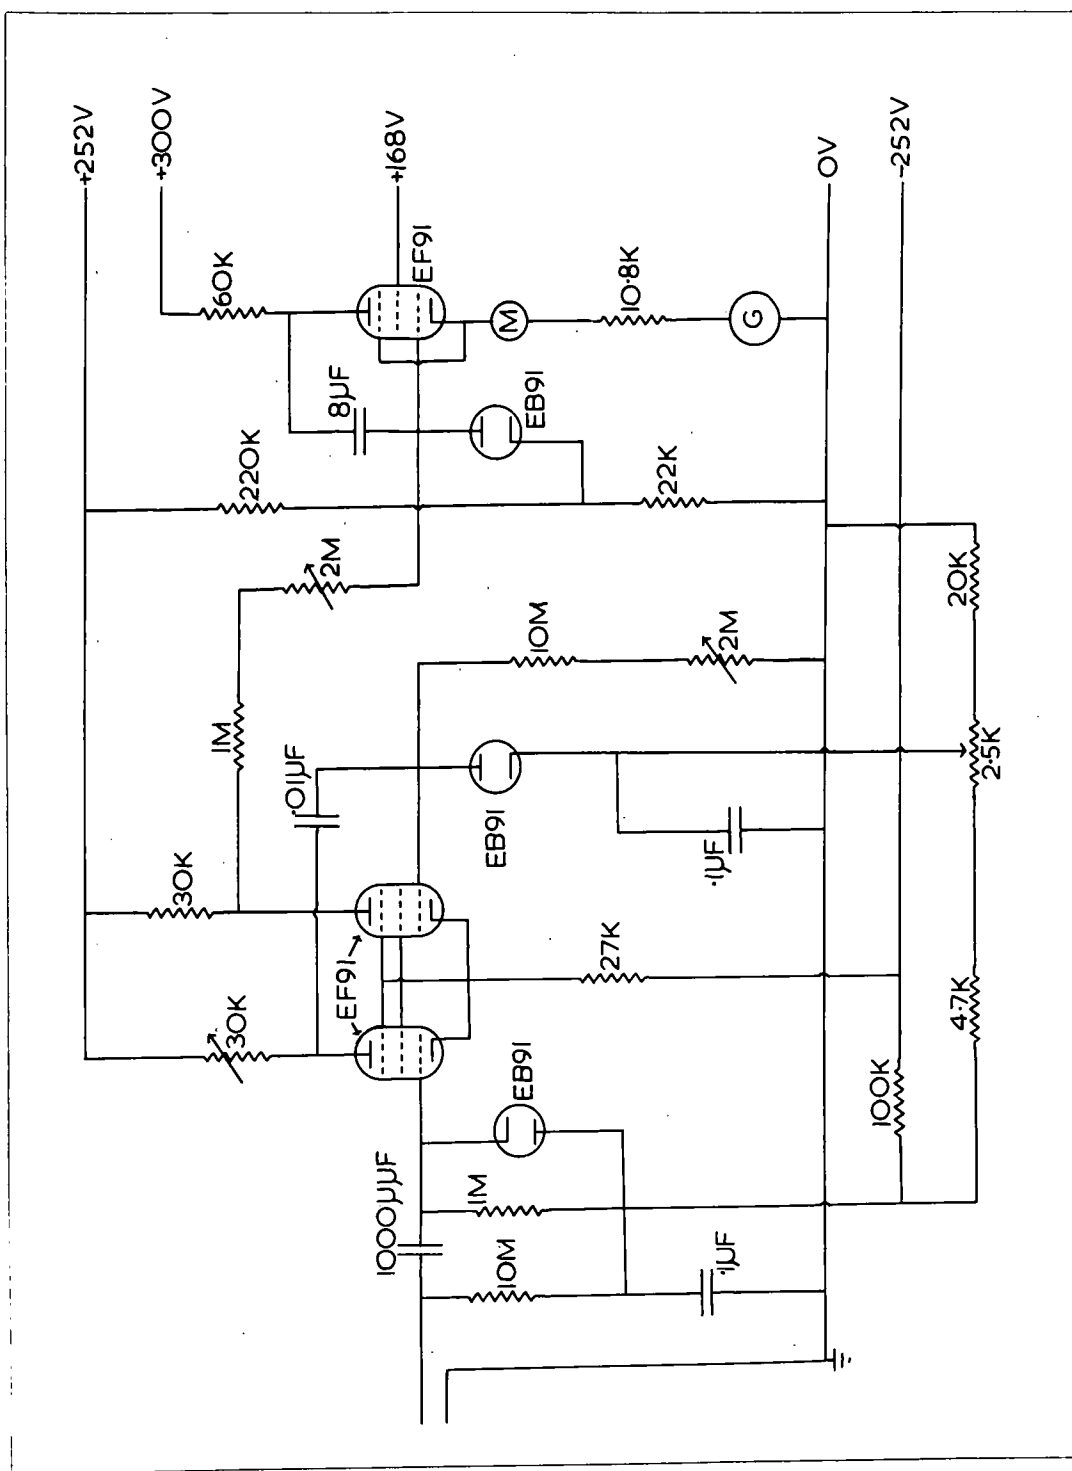 +252V
+300V
60K
+168V
EF91
M
10·8K
G
0V
-252V
8µF
EB91
220K
22K
2M
20K
10M
2M
1M
·01µF
EB91
2·5K
·1µF
30K
EF91
27K
4·7K
30K
EB91
100K
1000µµF
1M
10M
·1µF